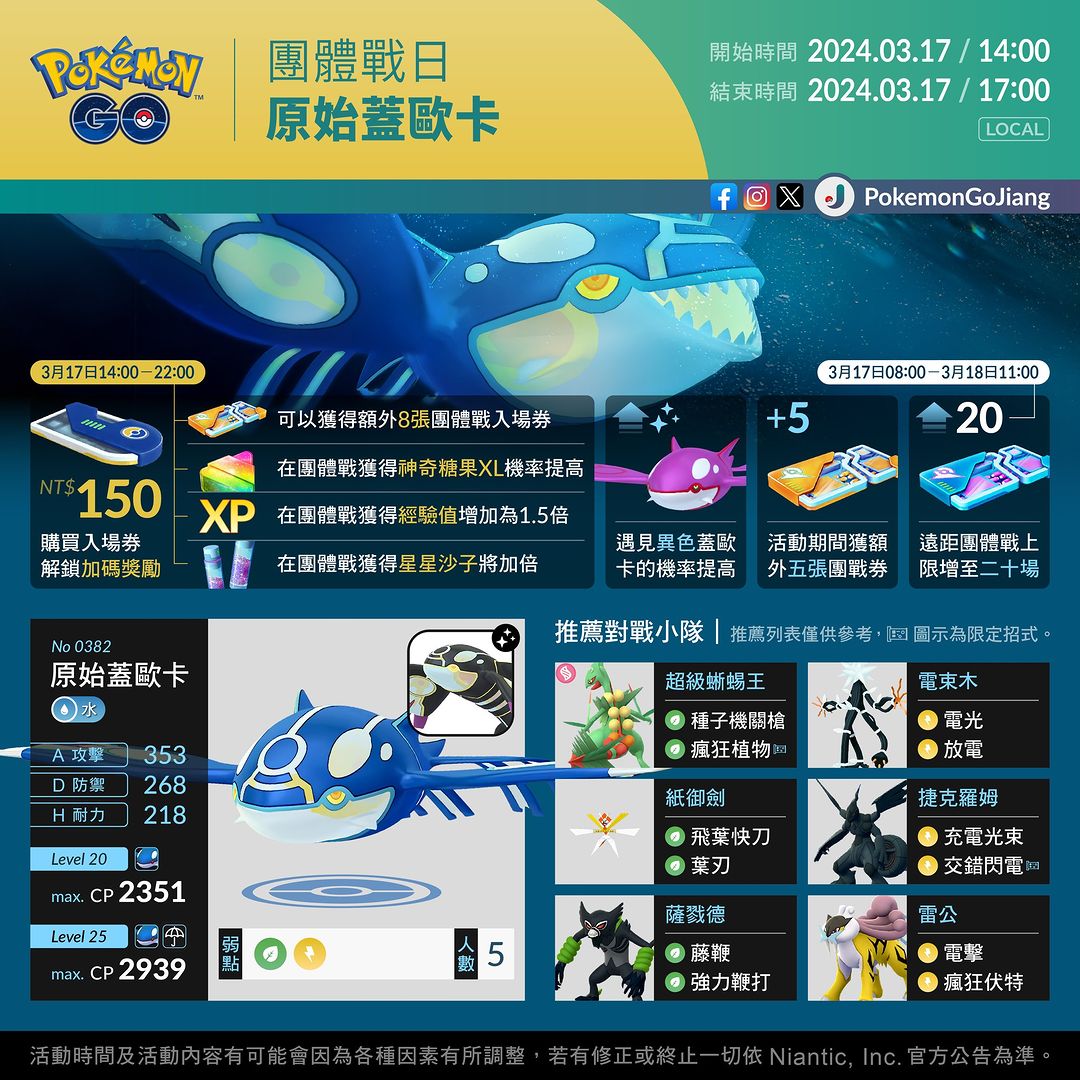 POKÉMON
GO
TM
團體戰日
原始蓋歐卡
開始時間 2024.03.17 / 14:00
結束時間 2024.03.17 / 17:00
LOCAL
PokemonGoJiang
3月17日14:00－22:00
NT$150
購買入場券
解鎖加碼獎勵
可以獲得額外8張團體戰入場券
在團體戰獲得神奇糖果XL機率提高
XP 在團體戰獲得經驗值增加為1.5倍
在團體戰獲得星星沙子將加倍
遇見異色蓋歐
卡的機率提高
3月17日08:00－3月18日11:00
+5
活動期間獲額
外五張團戰券
20
遠距團體戰上
限增至二十場
No 0382
原始蓋歐卡
水
A 攻擊 353
D 防禦 268
H 耐力 218
Level 20
max. CP 2351
Level 25
max. CP 2939
弱點
人數 5
推薦對戰小隊 | 推薦列表僅供參考，圖示為限定招式。
超級蜥蜴王
種子機關槍
瘋狂植物
電束木
電光
放電
紙御劍
飛葉快刀
葉刃
捷克羅姆
充電光束
交錯閃電
薩戮德
藤鞭
強力鞭打
雷公
電擊
瘋狂伏特
活動時間及活動內容有可能會因為各種因素有所調整，若有修正或終止一切依 Niantic, Inc. 官方公告為準。